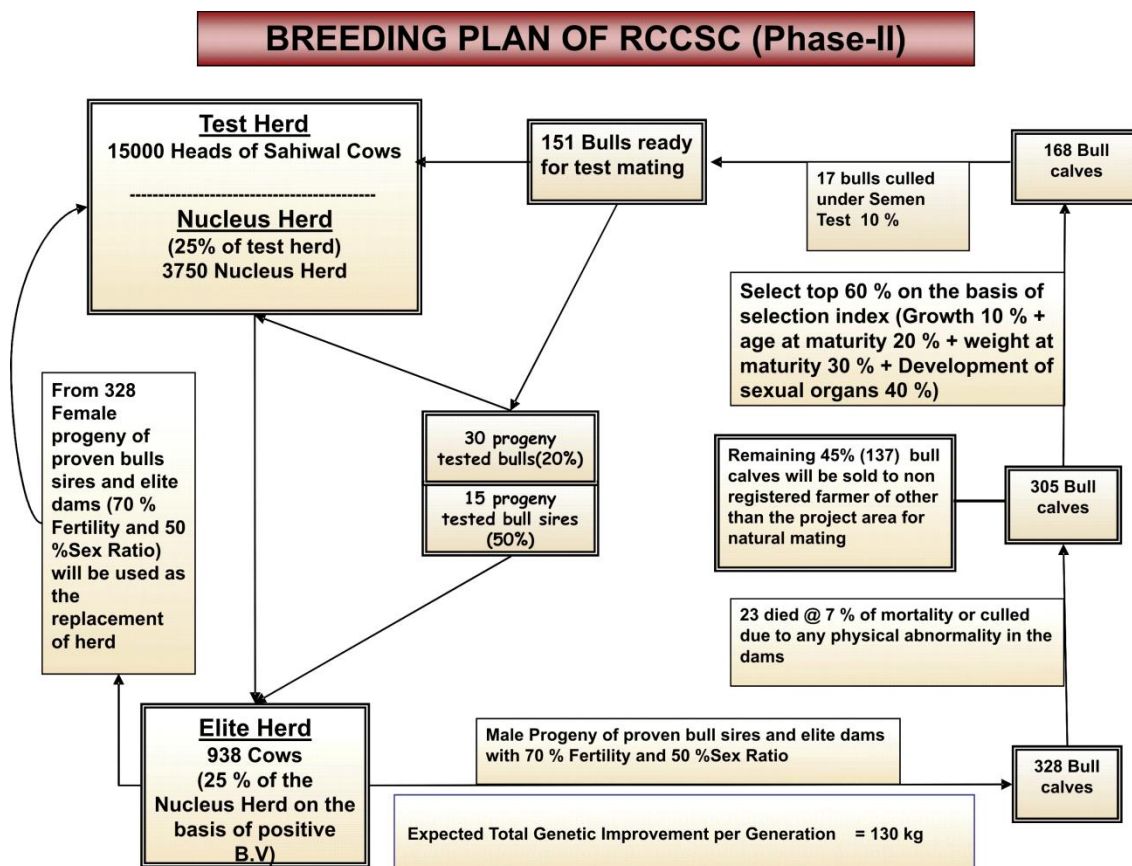 BREEDING PLAN OF RCCSC (Phase-II)
Test Herd
15000 Heads of Sahiwal Cows
----------------------------------------
Nucleus Herd
(25% of test herd)
3750 Nucleus Herd
151 Bulls ready
for test mating
168 Bull
calves
17 bulls culled
under Semen
Test 10 %
Select top 60 % on the basis of
selection index (Growth 10 % +
age at maturity 20 % + weight at
maturity 30 % + Development of
sexual organs 40 %)
From 328
Female
progeny of
proven bulls
sires and elite
dams (70 %
Fertility and 50
%Sex Ratio)
will be used as
the
replacement
of herd
30 progeny
tested bulls(20%)
15 progeny
tested bull sires
(50%)
Remaining 45% (137) bull
calves will be sold to non
registered farmer of other
than the project area for
natural mating
305 Bull
calves
23 died @ 7 % of mortality or culled
due to any physical abnormality in the
dams
Elite Herd
938 Cows
(25 % of the
Nucleus Herd on the
basis of positive
B.V)
Male Progeny of proven bull sires and elite dams
with 70 % Fertility and 50 %Sex Ratio
328 Bull
calves
Expected Total Genetic Improvement per Generation = 130 kg